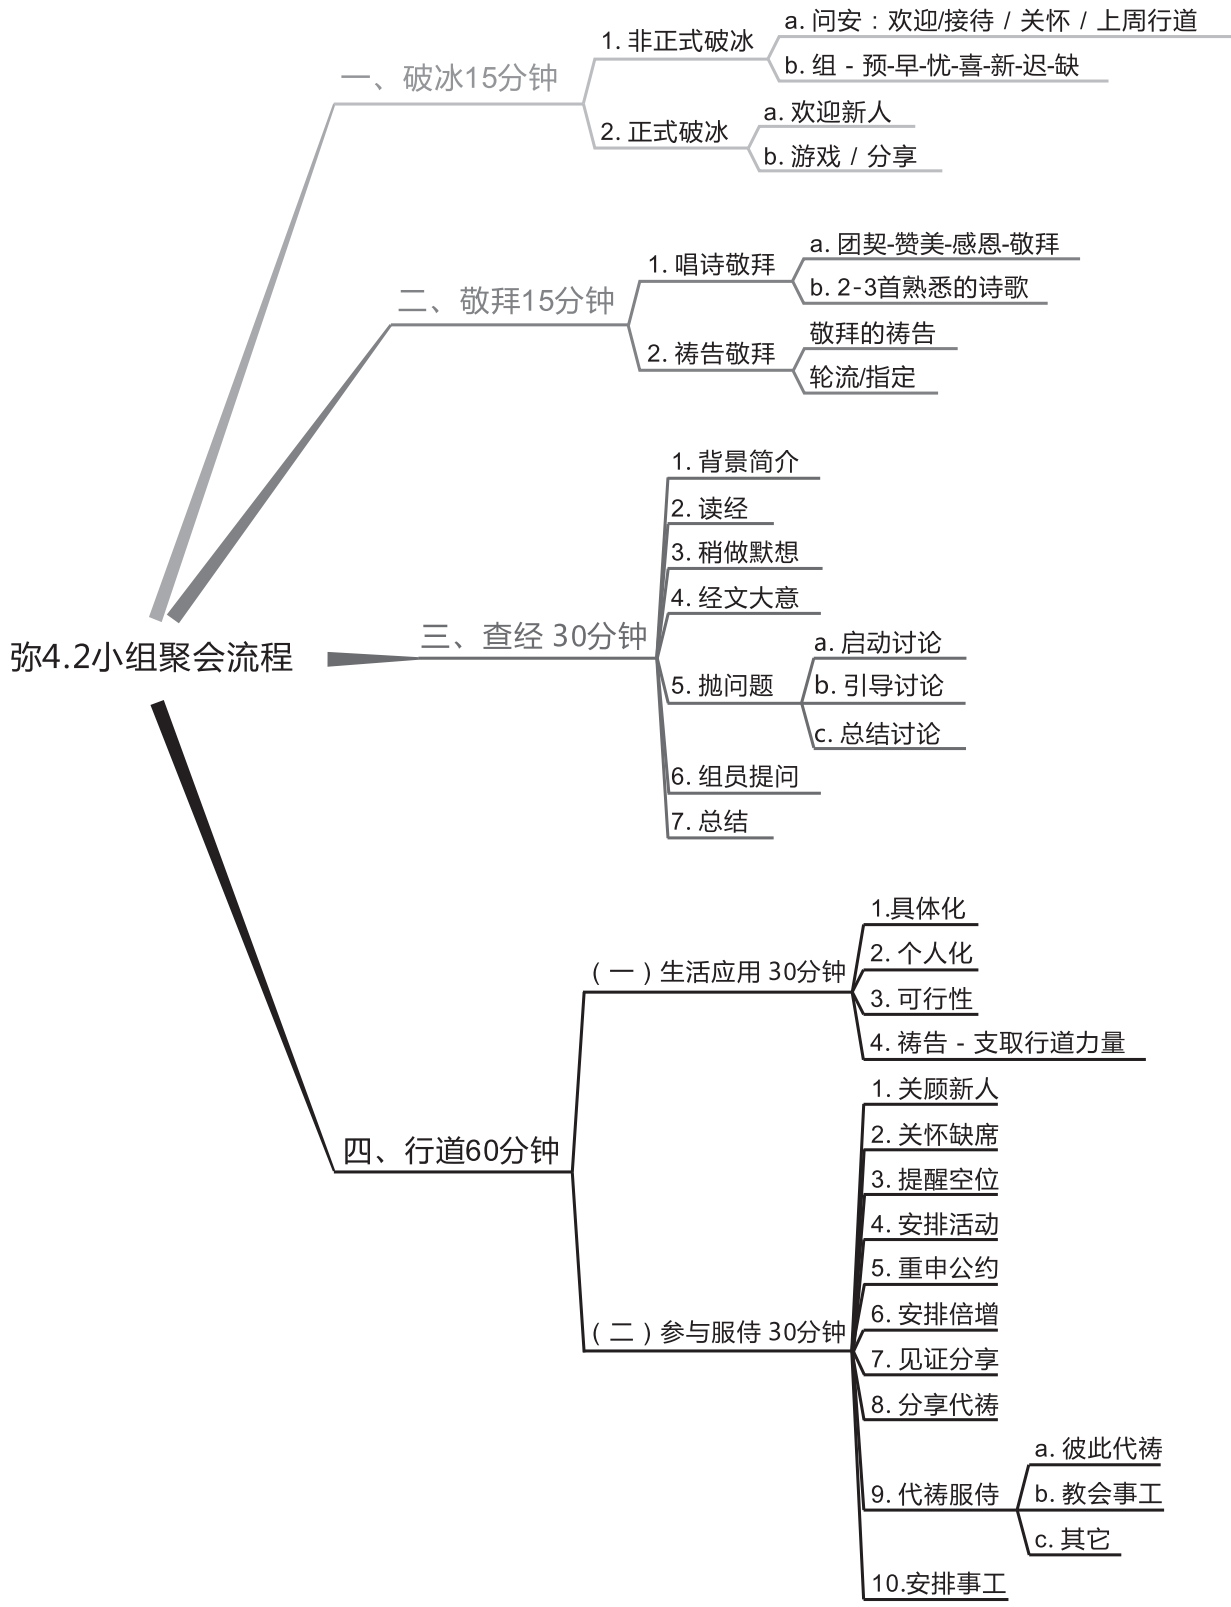 弥4.2小组聚会流程
一、破冰15分钟
1. 非正式破冰
a. 问安：欢迎/接待 / 关怀 / 上周行道
b. 组 - 预-早-忧-喜-新-迟-缺
2. 正式破冰
a. 欢迎新人
b. 游戏 / 分享
二、敬拜15分钟
1. 唱诗敬拜
a. 团契-赞美-感恩-敬拜
b. 2-3首熟悉的诗歌
2. 祷告敬拜
敬拜的祷告
轮流/指定
三、查经 30分钟
1. 背景简介
2. 读经
3. 稍做默想
4. 经文大意
5. 抛问题
a. 启动讨论
b. 引导讨论
c. 总结讨论
6. 组员提问
7. 总结
四、行道60分钟
（一）生活应用 30分钟
1.具体化
2. 个人化
3. 可行性
4. 祷告 - 支取行道力量
（二）参与服侍 30分钟
1. 关顾新人
2. 关怀缺席
3. 提醒空位
4. 安排活动
5. 重申公约
6. 安排倍增
7. 见证分享
8. 分享代祷
9. 代祷服侍
a. 彼此代祷
b. 教会事工
c. 其它
10.安排事工